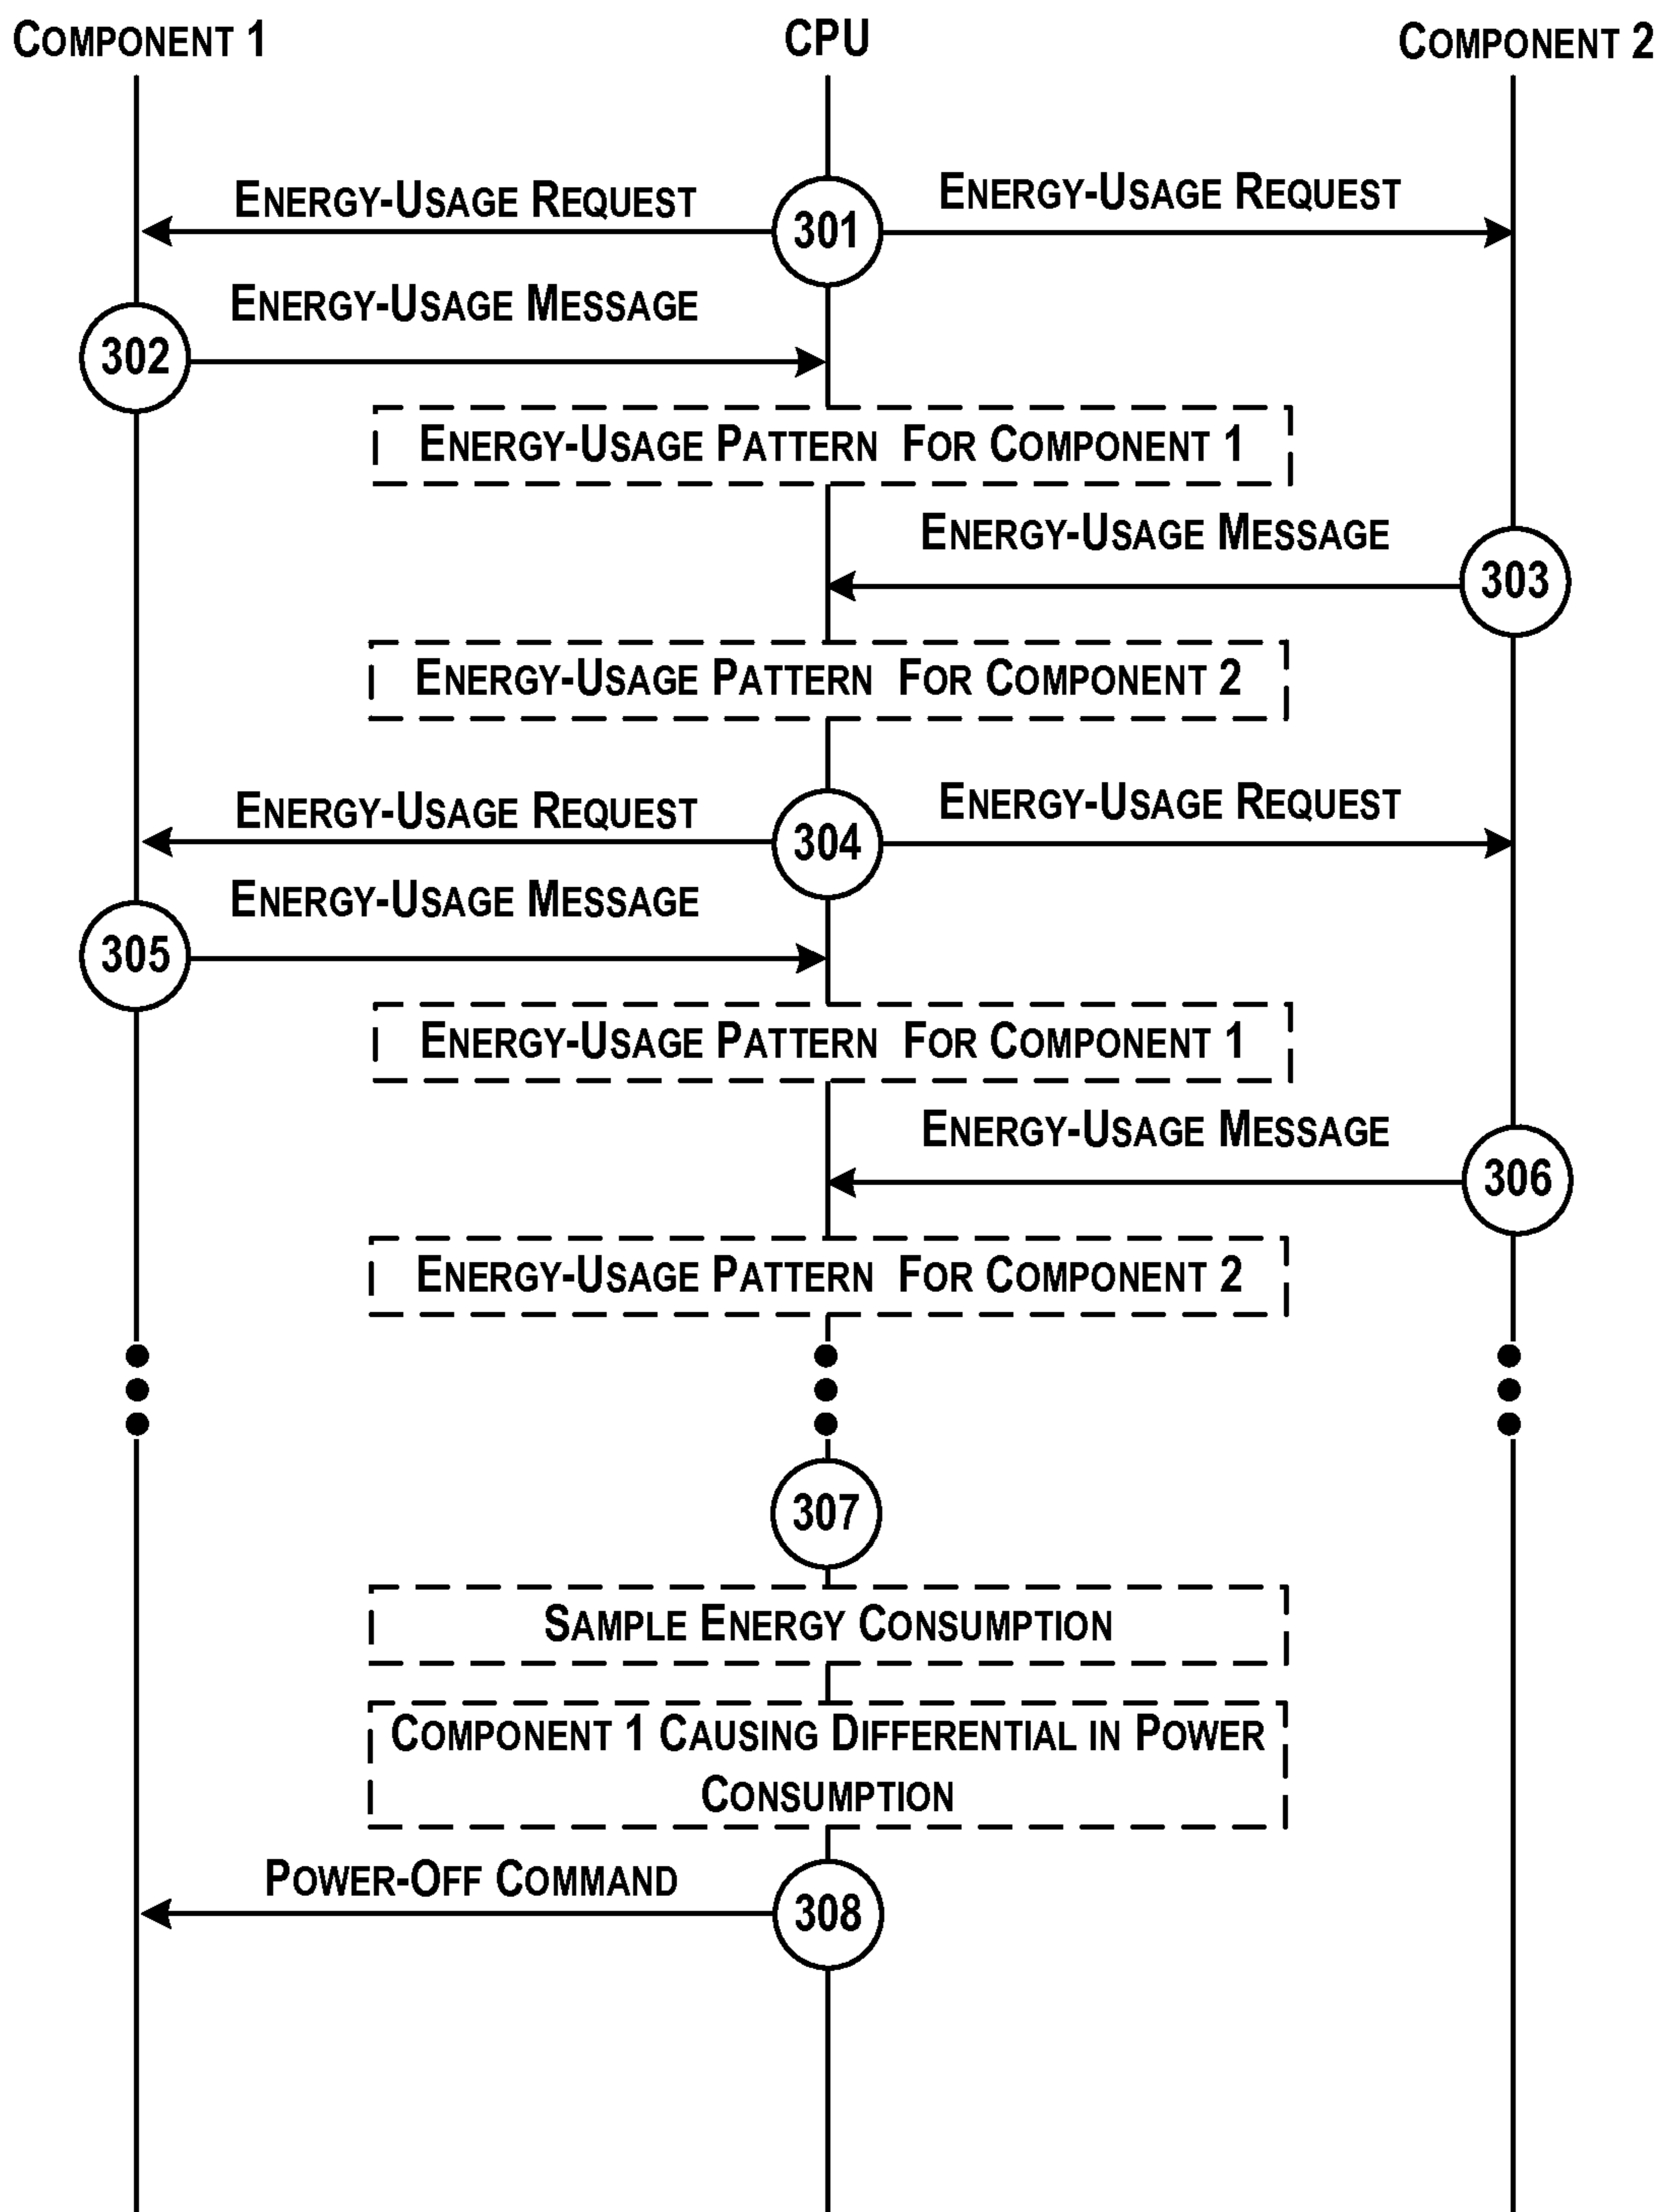 COMPONENT 1
CPU
COMPONENT 2
ENERGY-USAGE REQUEST
301
ENERGY-USAGE REQUEST
ENERGY-USAGE MESSAGE
302
ENERGY-USAGE PATTERN FOR COMPONENT 1
ENERGY-USAGE MESSAGE
303
ENERGY-USAGE PATTERN FOR COMPONENT 2
ENERGY-USAGE REQUEST
304
ENERGY-USAGE REQUEST
ENERGY-USAGE MESSAGE
305
ENERGY-USAGE PATTERN FOR COMPONENT 1
ENERGY-USAGE MESSAGE
306
ENERGY-USAGE PATTERN FOR COMPONENT 2
307
SAMPLE ENERGY CONSUMPTION
COMPONENT 1 CAUSING DIFFERENTIAL IN POWER
CONSUMPTION
POWER-OFF COMMAND
308